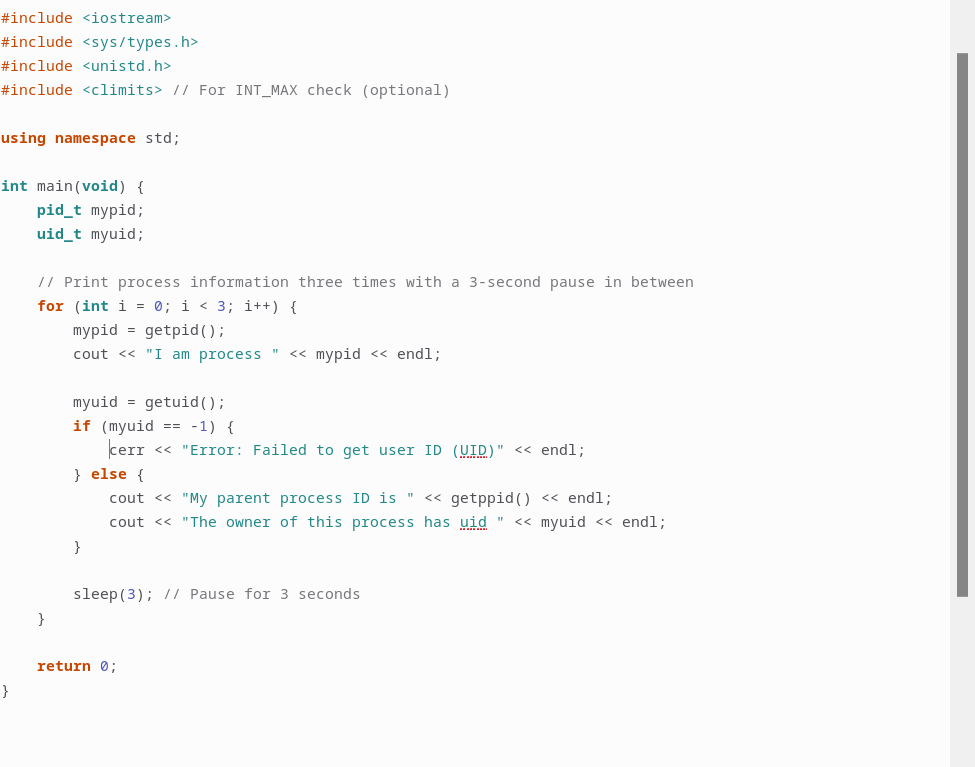 #include <iostream>
#include <sys/types.h>
#include <unistd.h>
#include <climits> // For INT_MAX check (optional)

using namespace std;

int main(void) {
    pid_t mypid;
    uid_t myuid;

    // Print process information three times with a 3-second pause in between
    for (int i = 0; i < 3; i++) {
        mypid = getpid();
        cout << "I am process " << mypid << endl;

        myuid = getuid();
        if (myuid == -1) {
            cerr << "Error: Failed to get user ID (UID)" << endl;
        } else {
            cout << "My parent process ID is " << getppid() << endl;
            cout << "The owner of this process has uid " << myuid << endl;
        }

        sleep(3); // Pause for 3 seconds
    }

    return 0;
}